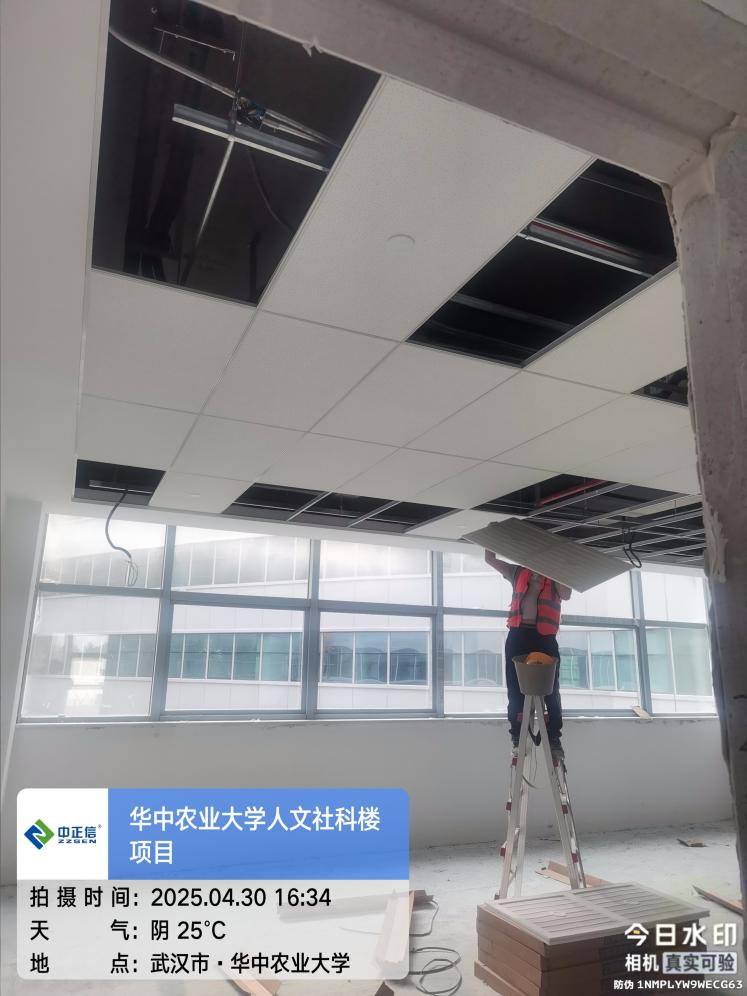 中正信®
ZZSEN
华中农业大学人文社科楼
项目
拍摄时间：2025.04.30 16:34
天 气：阴 25℃
地 点：武汉市·华中农业大学
今日水印
相机 真实可验
防伪 1NMPLYW9WECG63